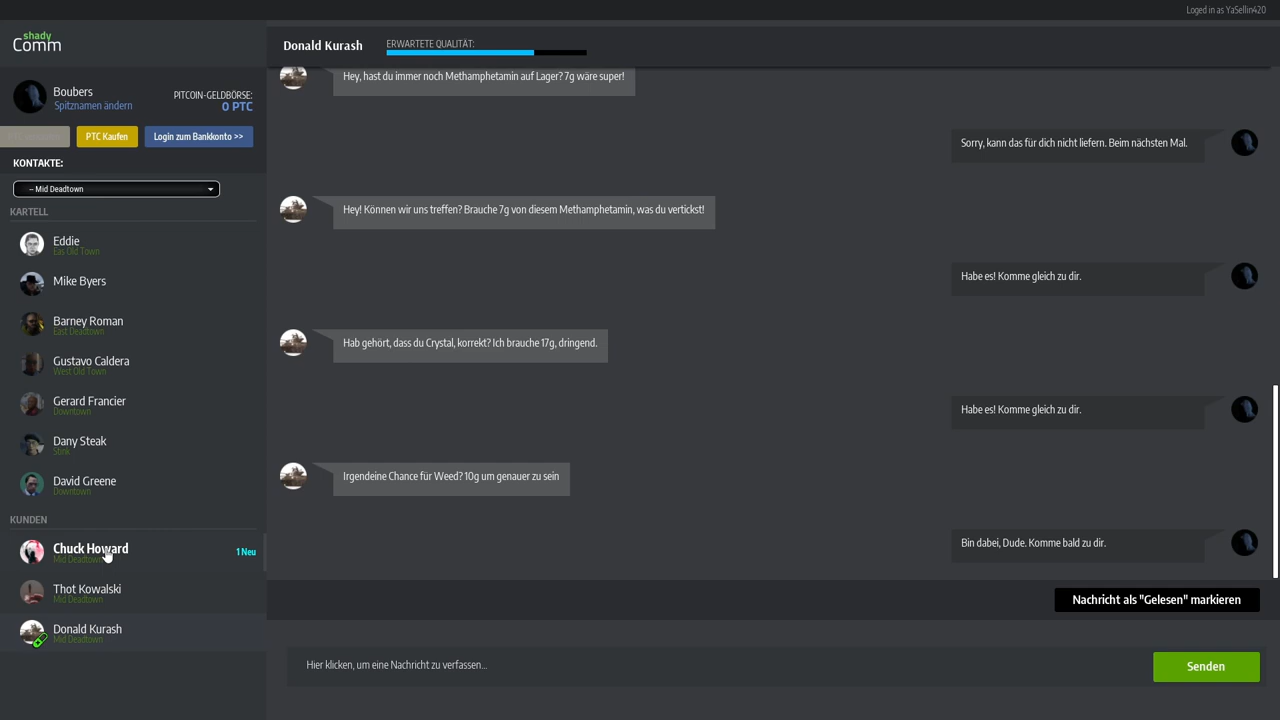 Loged in as YaSellin420
shady
Comm
Boubers
Spitznamen ändern
PITCOIN-GELDBÖRSE:
0 PTC
PTC Kaufen
Login zum Bankkonto >>
KONTAKTE:
-- Mid Deadtown
KARTELL
Eddie
Eas Old Town
Mike Byers
Barney Roman
East Deadtown
Gustavo Caldera
West Old Town
Gerard Francier
Downtown
Dany Steak
David Greene
Downtown
KUNDEN
Chuck Howard
Mid Deadtown
1 Neu
Thot Kowalski
Mid Deadtown
Donald Kurash
Mid Deadtown
Donald Kurash
ERWARTETE QUALITÄT:
Hey, hast du immer noch Methamphetamin auf Lager? 7g wäre super!
Sorry, kann das für dich nicht liefern. Beim nächsten Mal.
Hey! Können wir uns treffen? Brauche 7g von diesem Methamphetamin, was du vertickst!
Habe es! Komme gleich zu dir.
Hab gehört, dass du Crystal, korrekt? Ich brauche 17g, dringend.
Habe es! Komme gleich zu dir.
Irgendeine Chance für Weed? 10g um genauer zu sein
Bin dabei, Dude. Komme bald zu dir.
Nachricht als "Gelesen" markieren
Hier klicken, um eine Nachricht zu verfassen...
Senden